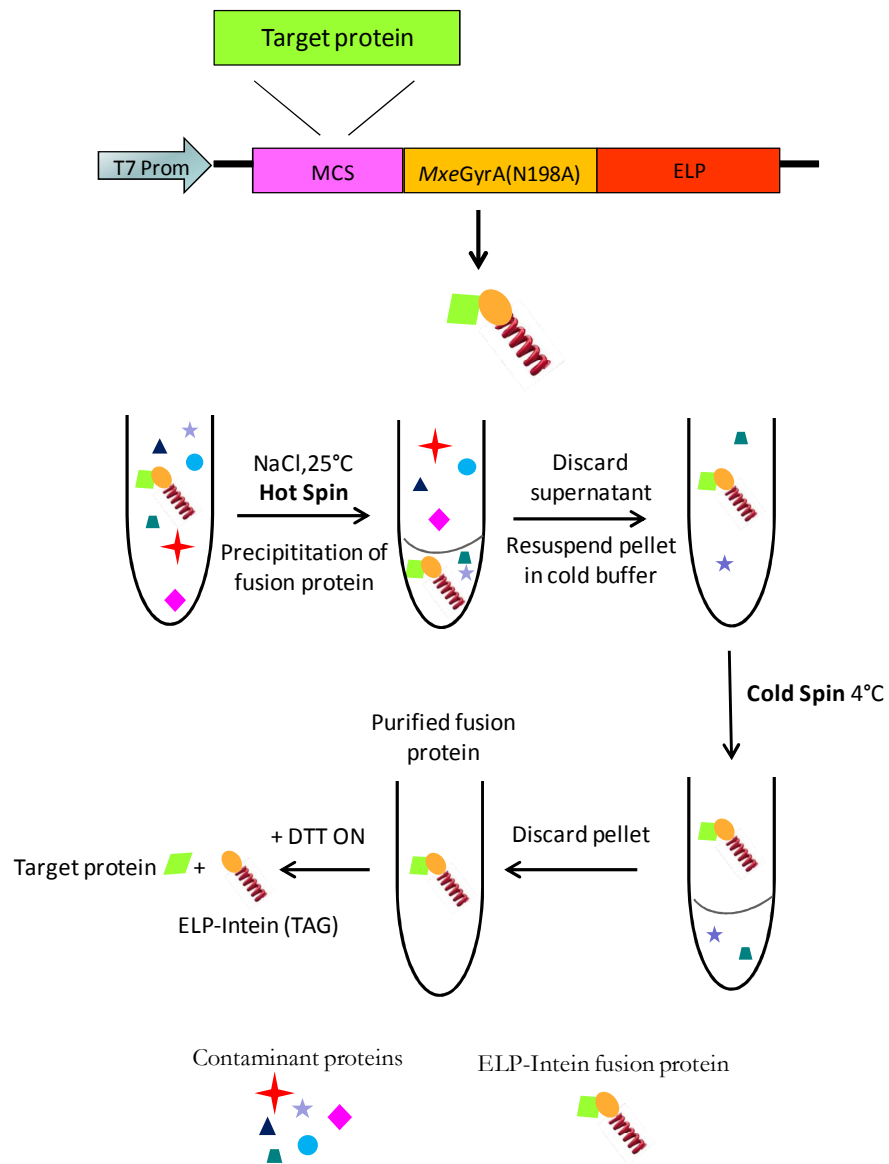 Target protein
T7 Prom
MCS
MxeGyrA(N198A)
ELP
NaCl,25°C
Hot Spin
Precipititation of
fusion protein
Discard
supernatant
Resuspend pellet
in cold buffer
Cold Spin 4°C
Purified fusion
protein
Discard pellet
+ DTT ON
Target protein +
ELP-Intein (TAG)
Contaminant proteins
ELP-Intein fusion protein